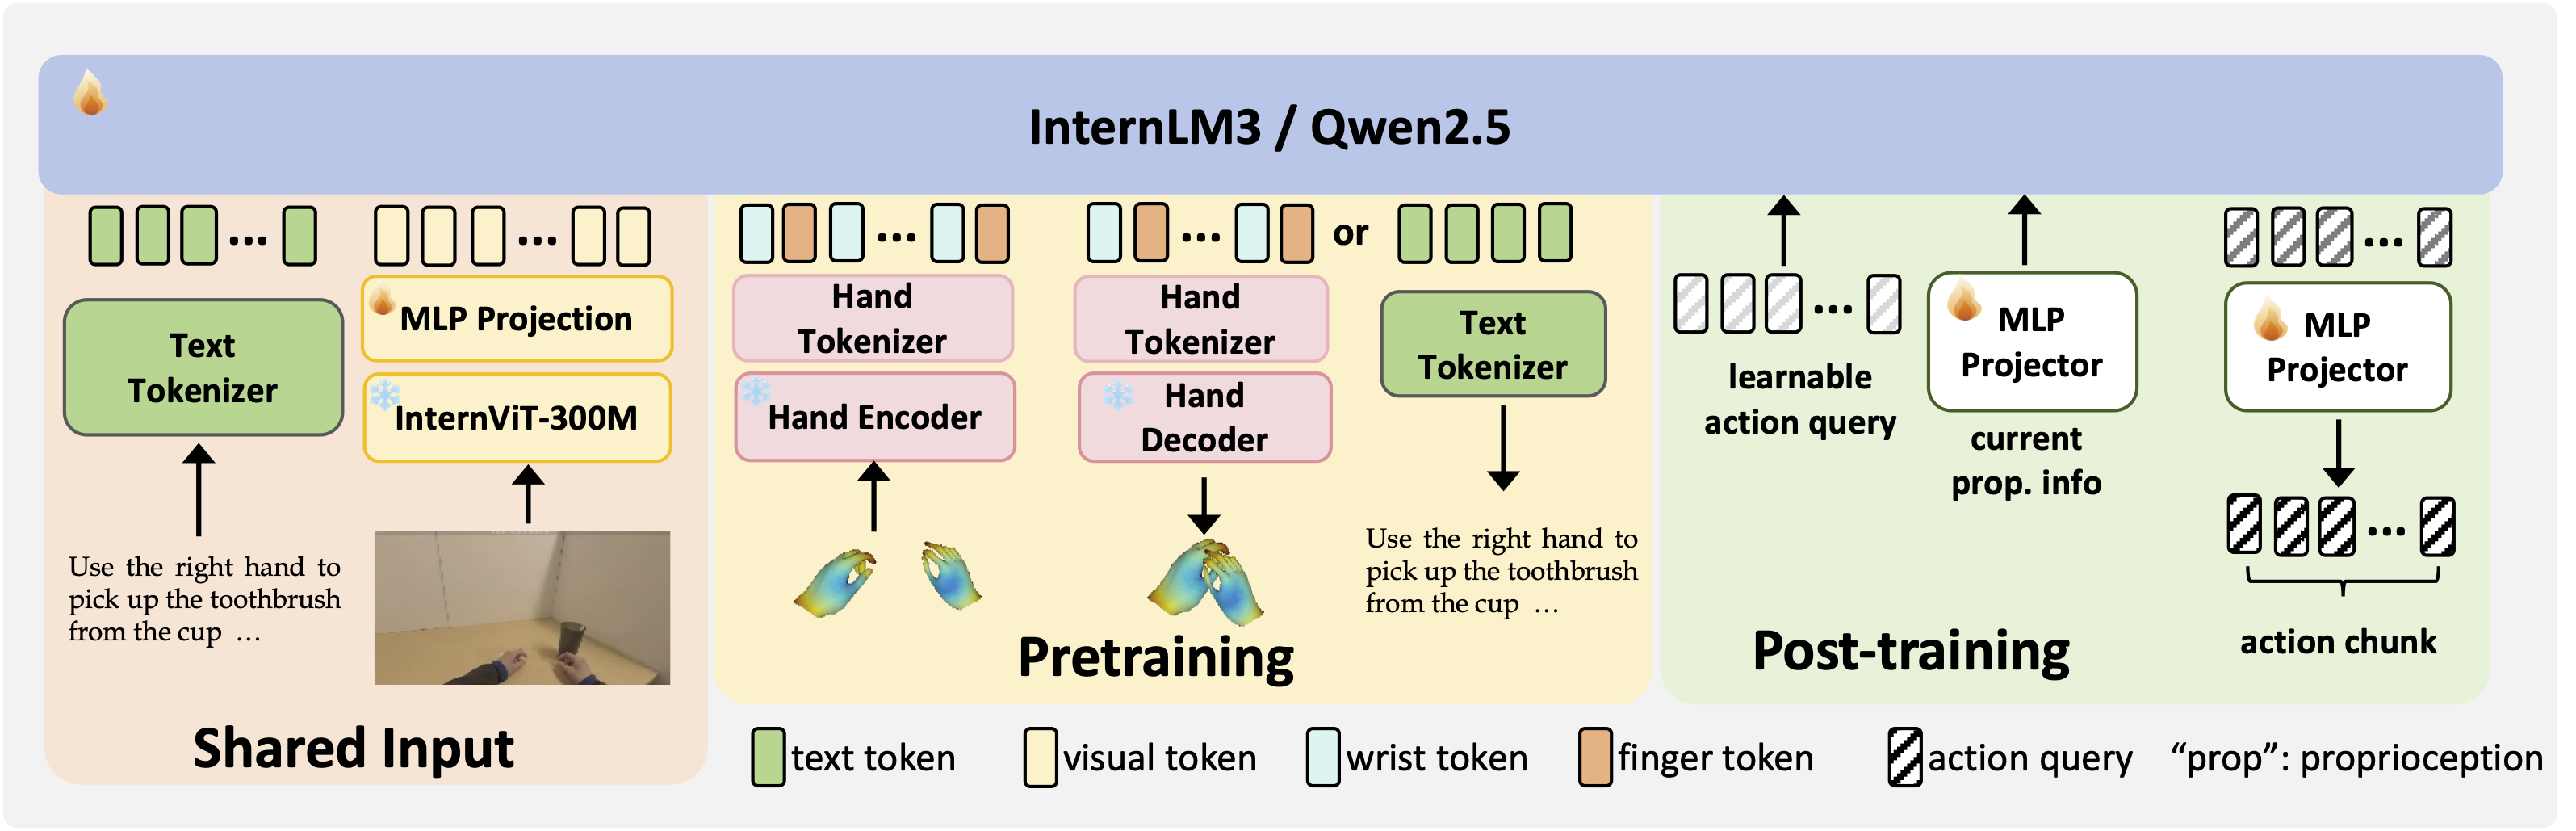 InternLM3 / Qwen2.5
Text
Tokenizer
Use the right hand to
pick up the toothbrush
from the cup ...
MLP Projection
InternViT-300M
Shared Input
Hand
Tokenizer
Hand Encoder
Hand
Tokenizer
Hand
Decoder
or
Text
Tokenizer
Use the right hand to
pick up the toothbrush
from the cup ...
Pretraining
learnable
action query
MLP
Projector
current
prop. info
MLP
Projector
action chunk
Post-training
text token
visual token
wrist token
finger token
action query
“prop”: proprioception